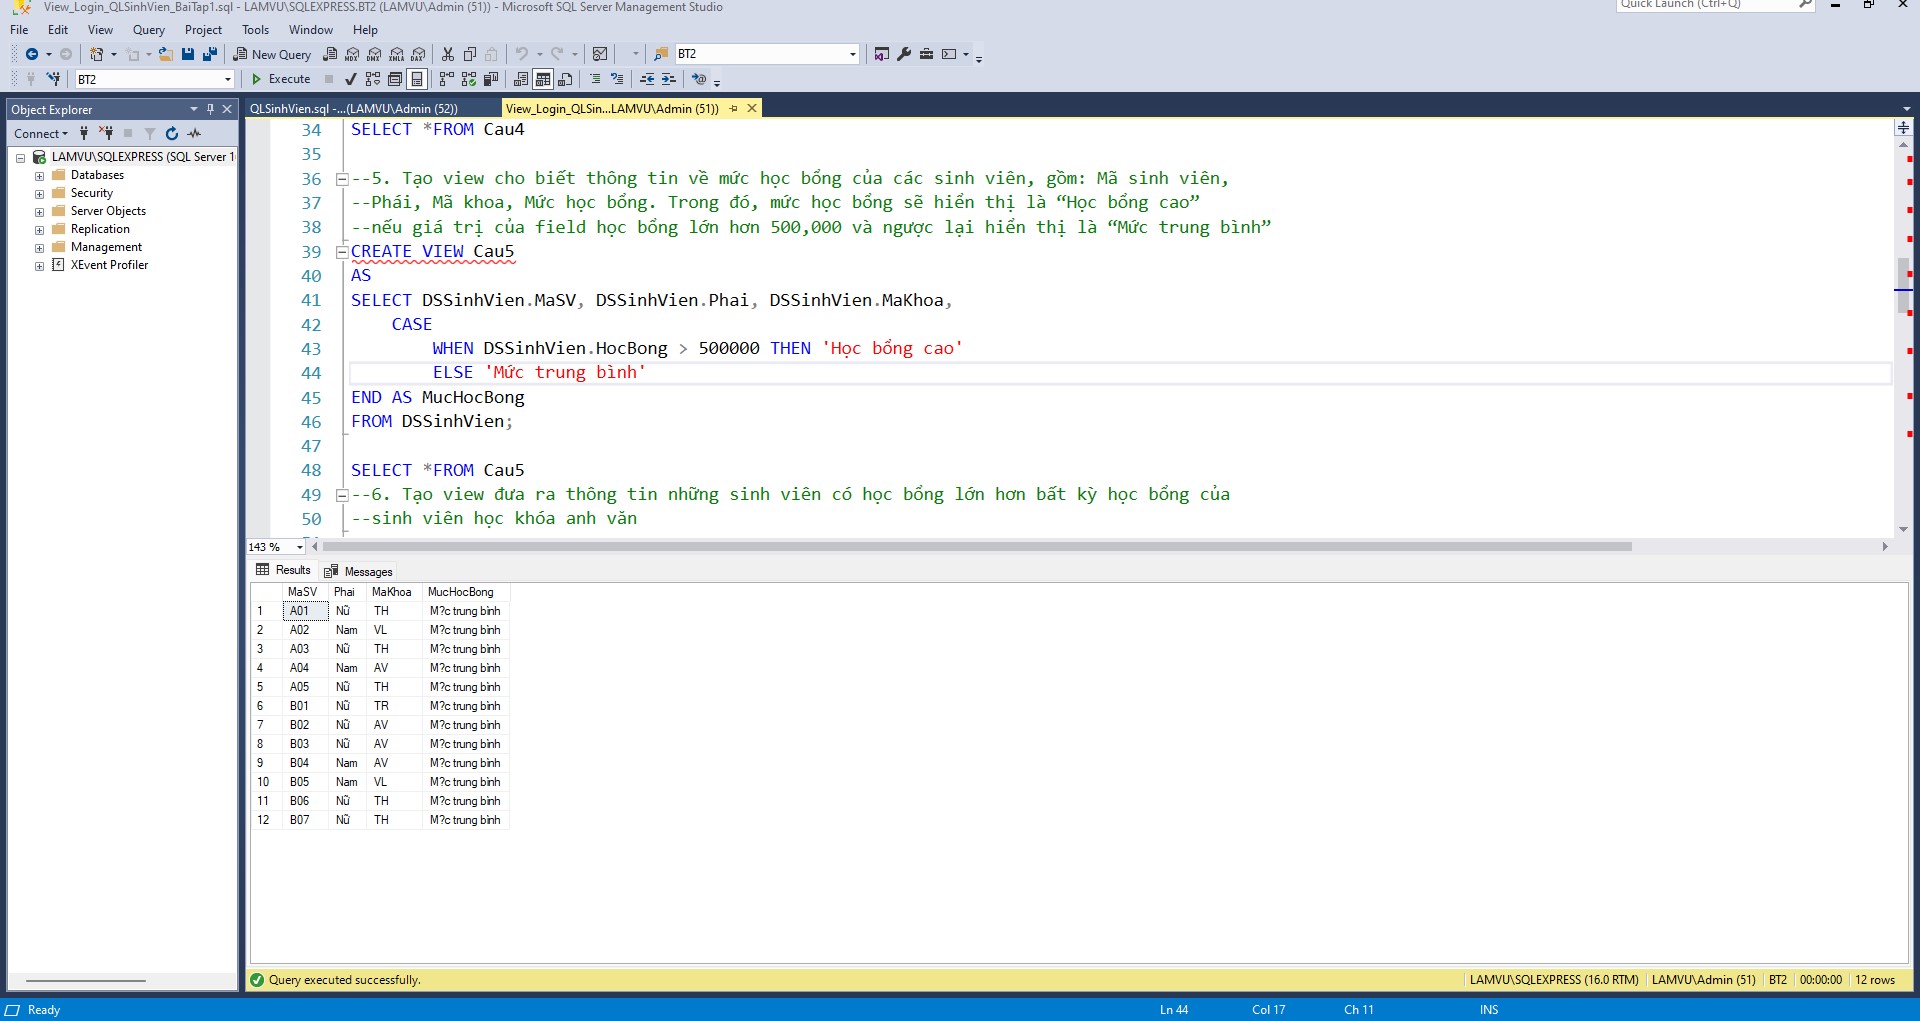 View_Login_QLSinhVien_BaiTap1.sql - LAMVU\SQLEXPRESS.BT2 (LAMVU\Admin (51)) - Microsoft SQL Server Management Studio
Quick Launch (Ctrl+Q)
File Edit View Query Project Tools Window Help
New Query
MDX DMX XMLA DAX
BT2
BT2
Execute
Object Explorer
QLSinhVien.sql -...(LAMVU\Admin (52))
View_Login_QLSin...LAMVU\Admin (51))
Connect
LAMVU\SQLEXPRESS (SQL Server 1
Databases
Security
Server Objects
Replication
Management
XEvent Profiler
34 SELECT *FROM Cau4
35
36 --5. Tạo view cho biết thông tin về mức học bổng của các sinh viên, gồm: Mã sinh viên,
37 --Phái, Mã khoa, Mức học bổng. Trong đó, mức học bổng sẽ hiển thị là “Học bổng cao”
38 --nếu giá trị của field học bổng lớn hơn 500,000 và ngược lại hiển thị là “Mức trung bình”
39 CREATE VIEW Cau5
40 AS
41 SELECT DSSinhVien.MaSV, DSSinhVien.Phai, DSSinhVien.MaKhoa,
42 CASE
43 WHEN DSSinhVien.HocBong > 500000 THEN 'Học bổng cao'
44 ELSE 'Mức trung bình'
45 END AS MucHocBong
46 FROM DSSinhVien;
47
48 SELECT *FROM Cau5
49 --6. Tạo view đưa ra thông tin những sinh viên có học bổng lớn hơn bất kỳ học bổng của
50 --sinh viên học khóa anh văn
143 %
Results Messages
MaSV Phai MaKhoa MucHocBong
1 A01 Nữ TH M?c trung bình
2 A02 Nam VL M?c trung bình
3 A03 Nữ TH M?c trung bình
4 A04 Nam AV M?c trung bình
5 A05 Nữ TH M?c trung bình
6 B01 Nữ TR M?c trung bình
7 B02 Nữ AV M?c trung bình
8 B03 Nữ AV M?c trung bình
9 B04 Nam AV M?c trung bình
10 B05 Nam VL M?c trung bình
11 B06 Nữ TH M?c trung bình
12 B07 Nữ TH M?c trung bình
Query executed successfully.
LAMVU\SQLEXPRESS (16.0 RTM) LAMVU\Admin (51) BT2 00:00:00 12 rows
Ready
Ln 44 Col 17 Ch 11 INS